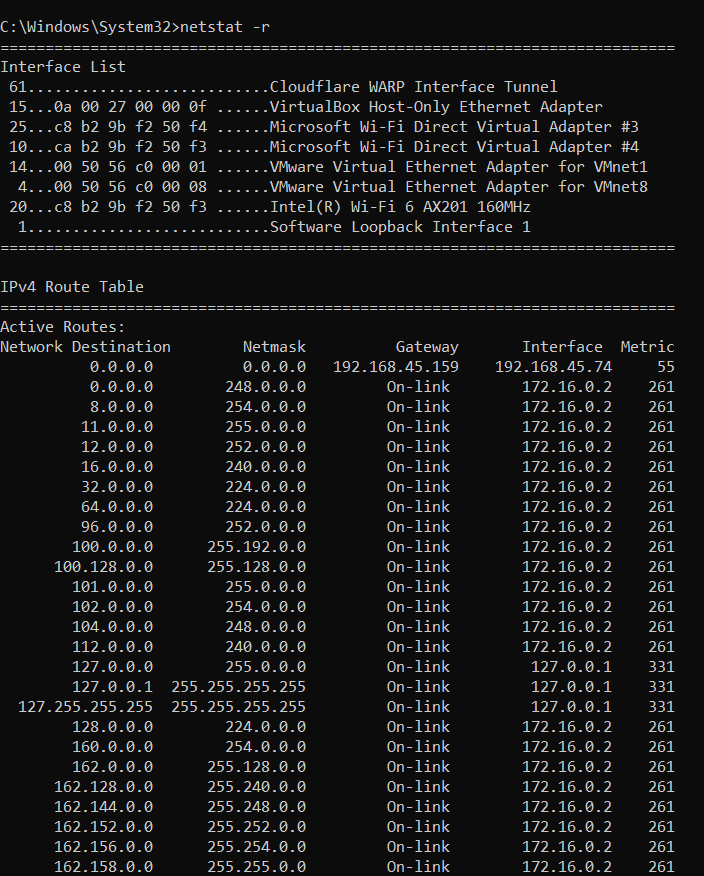 C:\Windows\System32>netstat -r
===========================================================================
Interface List
 61...........................Cloudflare WARP Interface Tunnel
 15...0a 00 27 00 00 0f ......VirtualBox Host-Only Ethernet Adapter
 25...c8 b2 9b f2 50 f4 ......Microsoft Wi-Fi Direct Virtual Adapter #3
 10...ca b2 9b f2 50 f3 ......Microsoft Wi-Fi Direct Virtual Adapter #4
 14...00 50 56 c0 00 01 ......VMware Virtual Ethernet Adapter for VMnet1
  4...00 50 56 c0 00 08 ......VMware Virtual Ethernet Adapter for VMnet8
 20...c8 b2 9b f2 50 f3 ......Intel(R) Wi-Fi 6 AX201 160MHz
  1...........................Software Loopback Interface 1
===========================================================================
IPv4 Route Table
===========================================================================
Active Routes:
Network Destination        Netmask          Gateway       Interface  Metric
          0.0.0.0          0.0.0.0   192.168.45.159    192.168.45.74     55
          0.0.0.0        248.0.0.0         On-link        172.16.0.2    261
          8.0.0.0        254.0.0.0         On-link        172.16.0.2    261
         11.0.0.0        255.0.0.0         On-link        172.16.0.2    261
         12.0.0.0        252.0.0.0         On-link        172.16.0.2    261
         16.0.0.0        240.0.0.0         On-link        172.16.0.2    261
         32.0.0.0        224.0.0.0         On-link        172.16.0.2    261
         64.0.0.0        224.0.0.0         On-link        172.16.0.2    261
         96.0.0.0        252.0.0.0         On-link        172.16.0.2    261
        100.0.0.0      255.192.0.0         On-link        172.16.0.2    261
      100.128.0.0      255.128.0.0         On-link        172.16.0.2    261
        101.0.0.0        255.0.0.0         On-link        172.16.0.2    261
        102.0.0.0        254.0.0.0         On-link        172.16.0.2    261
        104.0.0.0        248.0.0.0         On-link        172.16.0.2    261
        112.0.0.0        240.0.0.0         On-link        172.16.0.2    261
        127.0.0.0        255.0.0.0         On-link         127.0.0.1    331
        127.0.0.1  255.255.255.255         On-link         127.0.0.1    331
  127.255.255.255  255.255.255.255         On-link         127.0.0.1    331
        128.0.0.0        224.0.0.0         On-link        172.16.0.2    261
        160.0.0.0        254.0.0.0         On-link        172.16.0.2    261
        162.0.0.0      255.128.0.0         On-link        172.16.0.2    261
      162.128.0.0      255.240.0.0         On-link        172.16.0.2    261
      162.144.0.0      255.248.0.0         On-link        172.16.0.2    261
      162.152.0.0      255.252.0.0         On-link        172.16.0.2    261
      162.156.0.0      255.254.0.0         On-link        172.16.0.2    261
      162.158.0.0      255.255.0.0         On-link        172.16.0.2    261